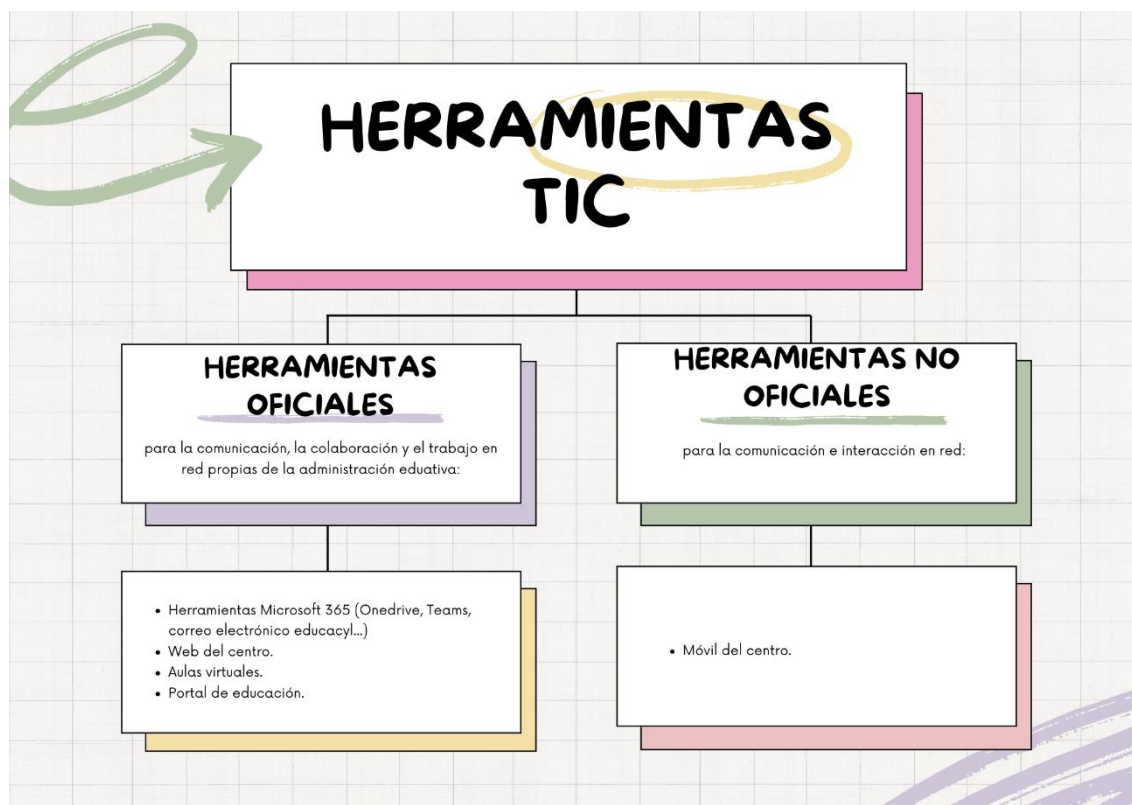 HERRAMIENTAS
TIC
HERRAMIENTAS
OFICIALES
para la comunicación, la colaboración y el trabajo en
red propias de la administración eduativa:
HERRAMIENTAS NO
OFICIALES
para la comunicación e interacción en red:
• Herramientas Microsoft 365 (Onedrive, Teams,
correo electrónico educacyl...)
• Web del centro.
• Aulas virtuales.
• Portal de educación.
• Móvil del centro.